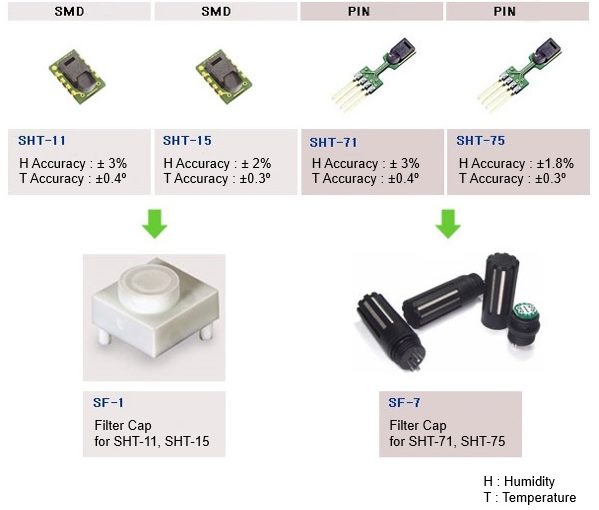 SMD
SMD
PIN
PIN
SHT-11
H Accuracy : ± 3%
T Accuracy : ±0.4º
SHT-15
H Accuracy : ± 2%
T Accuracy : ±0.3º
SHT-71
H Accuracy : ± 3%
T Accuracy : ±0.4º
SHT-75
H Accuracy : ±1.8%
T Accuracy : ±0.3º
SF-1
Filter Cap
for SHT-11, SHT-15
SF-7
Filter Cap
for SHT-71, SHT-75
H : Humidity
T : Temperature